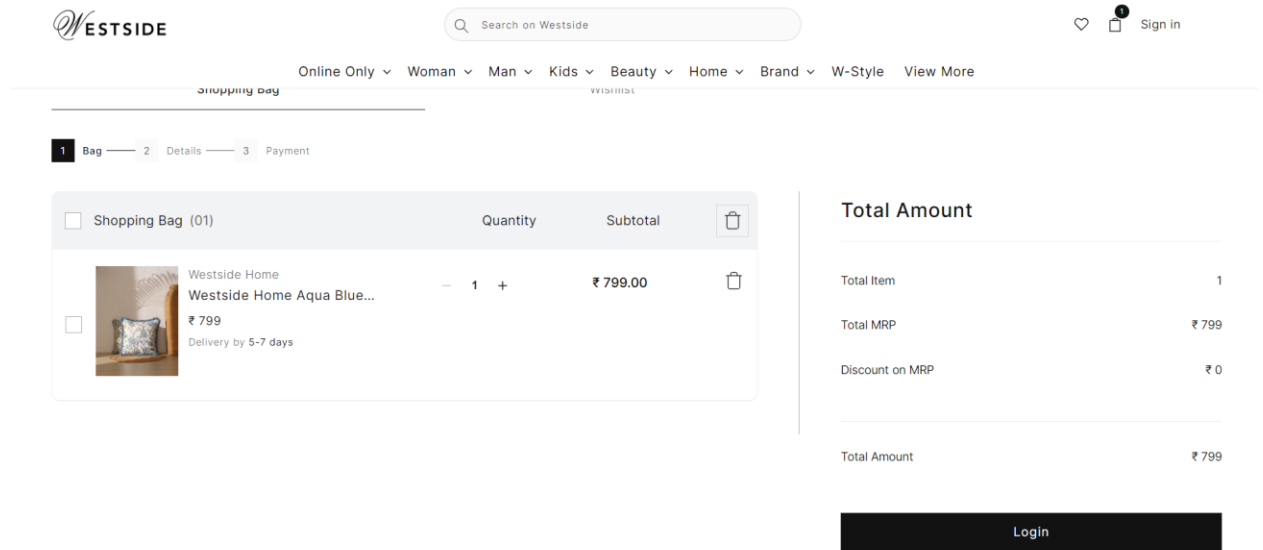 WESTSIDE
Search on Westside
1
Sign in
Online Only Woman Man Kids Beauty Home Brand W-Style View More
Shopping Bag Wishlist
1 Bag 2 Details 3 Payment
Shopping Bag (01) Quantity Subtotal
Westside Home
Westside Home Aqua Blue...
₹ 799
Delivery by 5-7 days
− 1 +
₹ 799.00
Total Amount
Total Item 1
Total MRP ₹ 799
Discount on MRP ₹ 0
Total Amount ₹ 799
Login